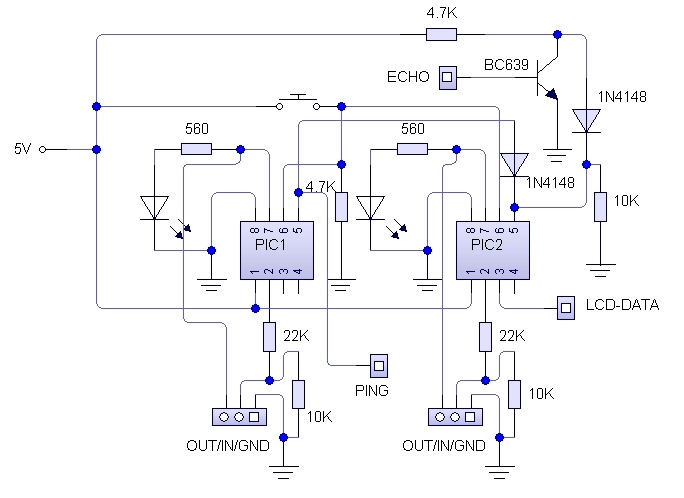 4.7K
BC639
ECHO
1N4148
560
560
5V
1N4148
4.7K
10K
8 7 6 5
PIC1
1 2 3 4
8 7 6 5
PIC2
1 2 3 4
LCD-DATA
22K
22K
PING
10K
10K
OUT/IN/GND
OUT/IN/GND